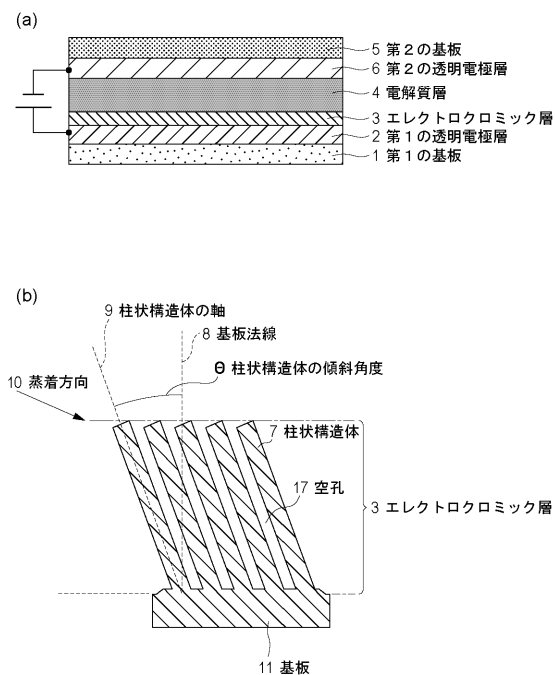 (a)
5 第２の基板
6 第２の透明電極層
4 電解質層
3 エレクトロクロミック層
2 第１の透明電極層
1 第１の基板
(b)
9 柱状構造体の軸
8 基板法線
θ 柱状構造体の傾斜角度
10 蒸着方向
7 柱状構造体
17 空孔
3 エレクトロクロミック層
11 基板